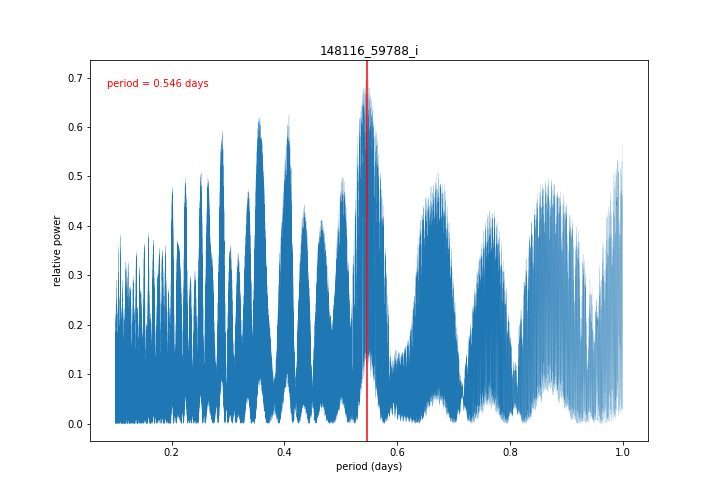 148116_59788_i
period = 0.546 days
relative power
0.7
0.6
0.5
0.4
0.3
0.2
0.1
0.0
0.2 0.4 0.6 0.8 1.0
period (days)